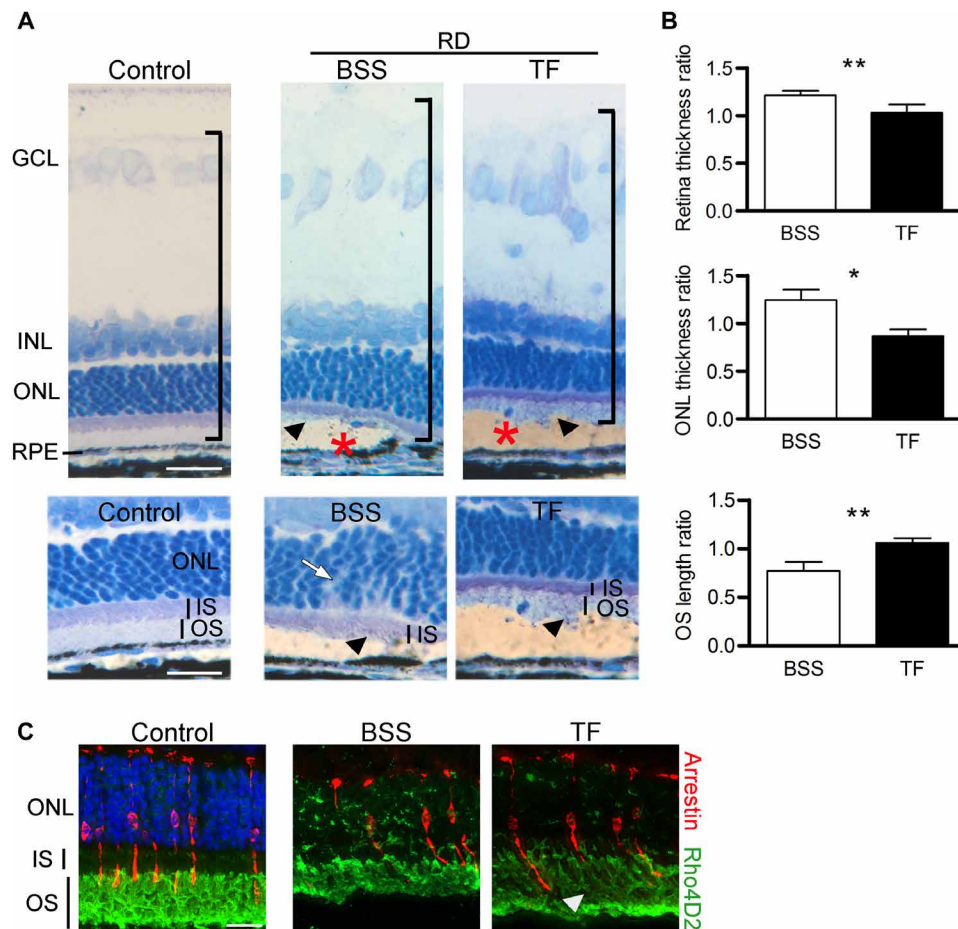 A
RD
Control
BSS
TF
GCL
INL
ONL
RPE
*
*
Control
BSS
TF
ONL
IS
OS
IS
IS
OS
B
Retina thickness ratio
1.5
1.0
0.5
0.0
**
BSS
TF
ONL thickness ratio
1.5
1.0
0.5
0.0
*
BSS
TF
OS length ratio
1.5
1.0
0.5
0.0
**
BSS
TF
C
Control
BSS
TF
ONL
IS
OS
Arrestin
Rho4D2